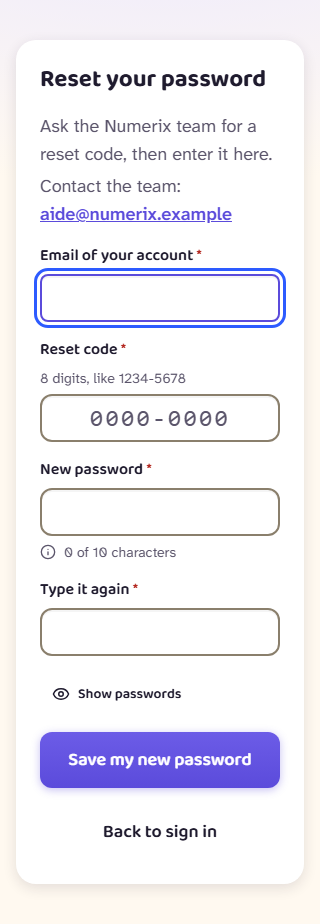 Reset your password
Ask the Numerix team for a
reset code, then enter it here.
Contact the team:
aide@numerix.example
Email of your account *
Reset code *
8 digits, like 1234-5678
0000-0000
New password *
0 of 10 characters
Type it again *
Show passwords
Save my new password
Back to sign in